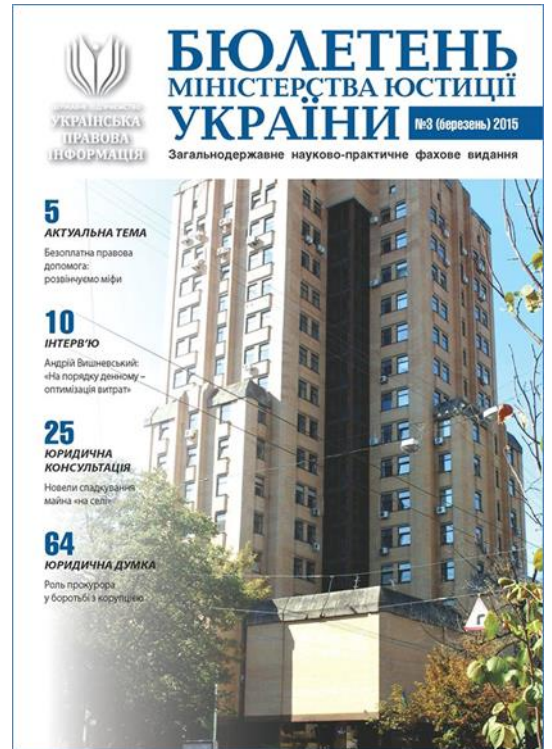 БЮЛЕТЕНЬ
МІНІСТЕРСТВА ЮСТИЦІЇ
УКРАЇНИ
№3 (березень) 2015
Загальнодержавне науково-практичне фахове видання
ДЕРЖАВНЕ ПІДПРИЄМСТВО
УКРАЇНСЬКА
ПРАВОВА
ІНФОРМАЦІЯ
5
АКТУАЛЬНА ТЕМА
Безоплатна правова
допомога:
розвінчуємо міфи
10
ІНТЕРВ'Ю
Андрій Вишневський:
«На порядку денному –
оптимізація витрат»
25
ЮРИДИЧНА
КОНСУЛЬТАЦІЯ
Новели спадкування
майна «на селі»
64
ЮРИДИЧНА ДУМКА
Роль прокурора
у боротьбі з корупцією